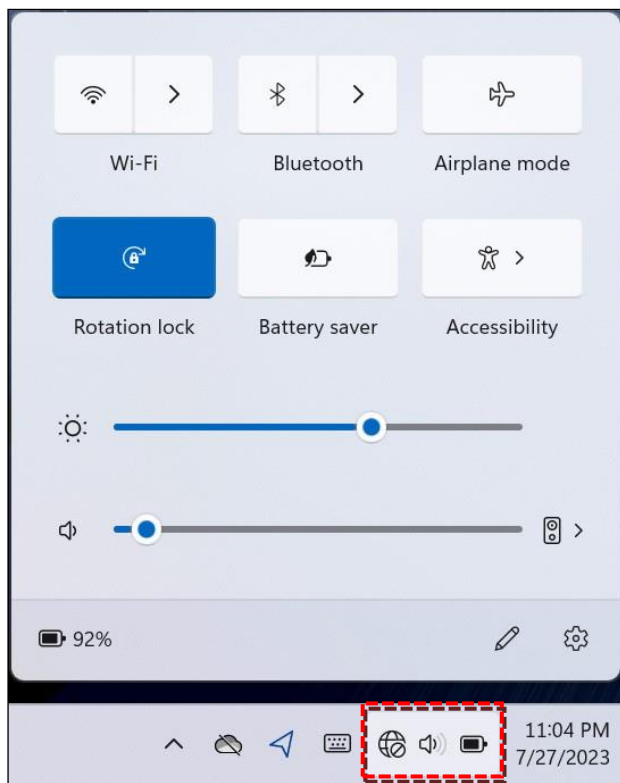 Wi-Fi Bluetooth Airplane mode
Rotation lock Battery saver Accessibility
92%
11:04 PM
7/27/2023